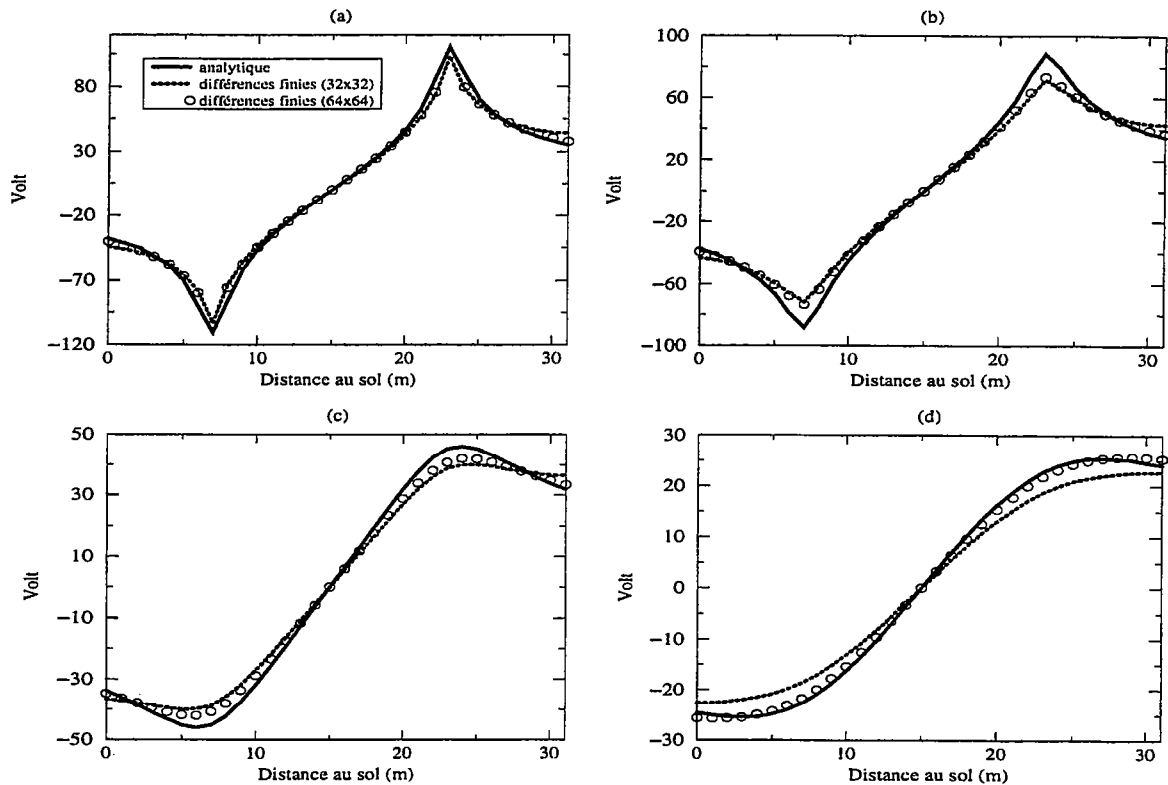 (a)
analytique
différences finies (32x32)
différences finies (64x64)
80
30
−20
−70
−120
0
10
20
30
Volt
Distance au sol (m)
(b)
100
60
20
−20
−60
−100
0
10
20
30
Volt
Distance au sol (m)
(c)
50
30
10
−10
−30
−50
0
10
20
30
Volt
Distance au sol (m)
(d)
30
20
10
0
−10
−20
−30
0
10
20
30
Volt
Distance au sol (m)